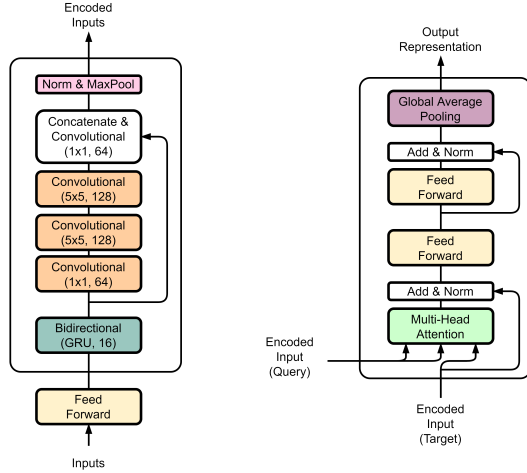 Encoded
Inputs
Norm & MaxPool
Concatenate &
Convolutional
(1x1, 64)
Convolutional
(5x5, 128)
Convolutional
(5x5, 128)
Convolutional
(1x1, 64)
Bidirectional
(GRU, 16)
Feed
Forward
Inputs
Output
Representation
Global Average
Pooling
Add & Norm
Feed
Forward
Feed
Forward
Add & Norm
Multi-Head
Attention
Encoded
Input
(Query)
Encoded
Input
(Target)